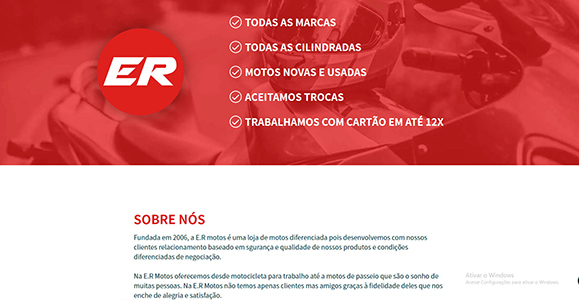 TODAS AS MARCAS
TODAS AS CILINDRADAS
ER
MOTOS NOVAS E USADAS
ACEITAMOS TROCAS
TRABALHAMOS COM CARTÃO EM ATÉ 12X
SOBRE NÓS
Fundada em 2006, a E.R motos é uma loja de motos diferenciada pois desenvolvemos com nossos
clientes relacionamento baseado em sgurança e qualidade de nossos produtos e condições
diferenciadas de negociação.
Na E.R Motos oferecemos desde motocicleta para trabalho até a motos de passeio que são o sonho de
muitas pessoas. Na E.R Motos não temos apenas clientes mas amigos graças à fidelidade deles que nos
enche de alegria e satisfação.
Ativar o Windows
Acesse Configurações para ativar o Windows.